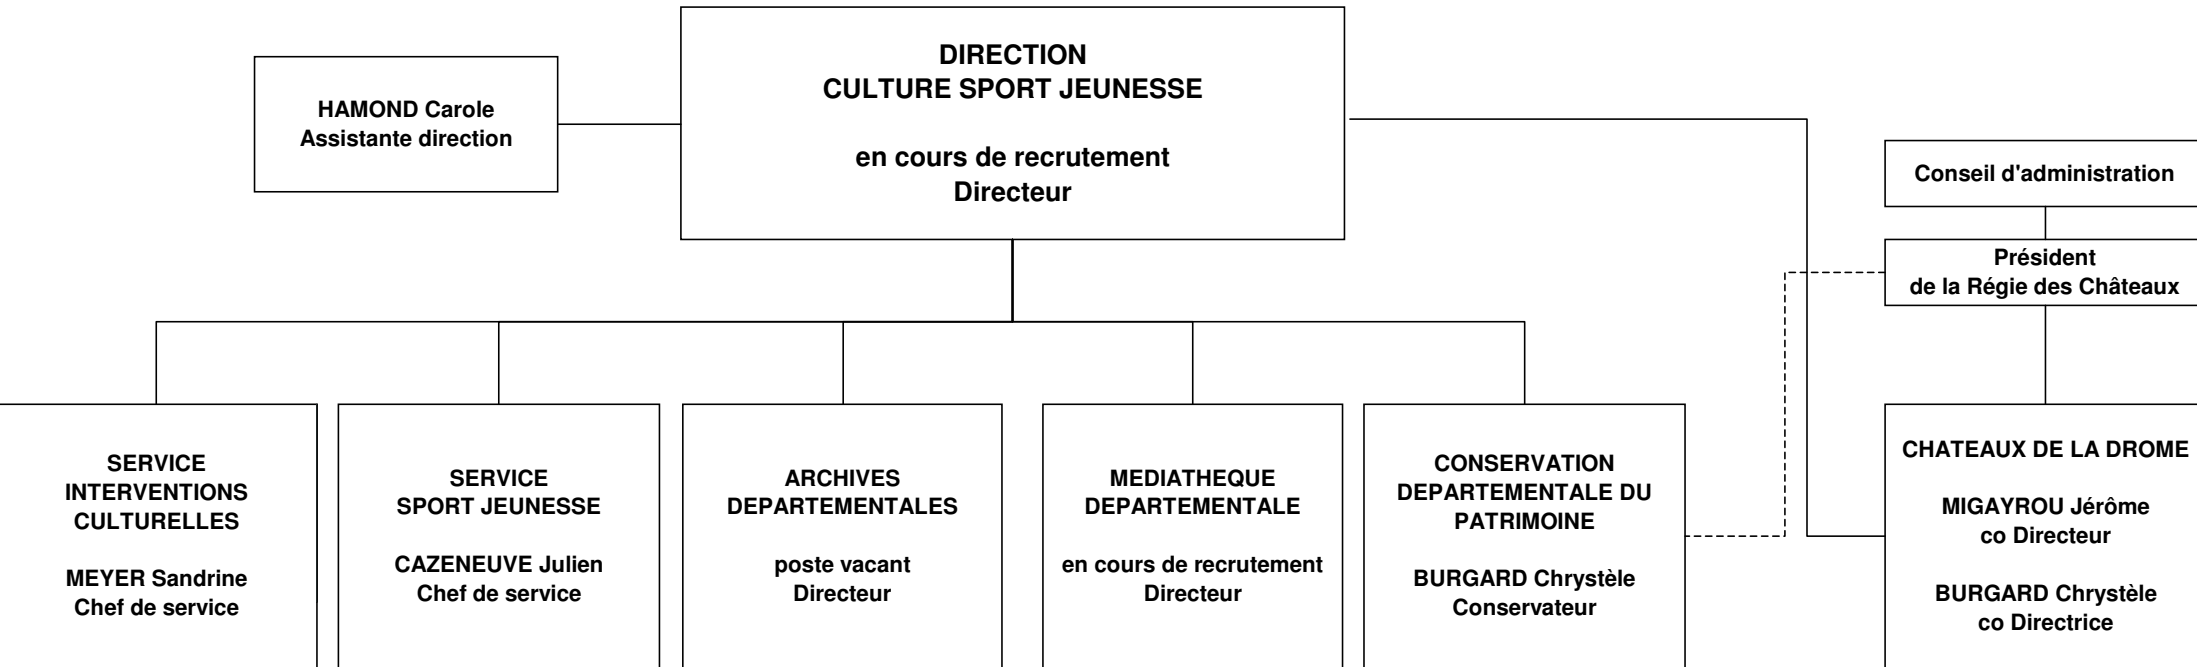 DIRECTION
CULTURE SPORT JEUNESSE
en cours de recrutement
Directeur
HAMOND Carole
Assistante direction
Conseil d'administration
Président
de la Régie des Châteaux
SERVICE
INTERVENTIONS
CULTURELLES
MEYER Sandrine
Chef de service
SERVICE
SPORT JEUNESSE
CAZENEUVE Julien
Chef de service
ARCHIVES
DEPARTEMENTALES
poste vacant
Directeur
MEDIATHEQUE
DEPARTEMENTALE
en cours de recrutement
Directeur
CONSERVATION
DEPARTEMENTALE DU
PATRIMOINE
BURGARD Chrystèle
Conservateur
CHATEAUX DE LA DROME
MIGAYROU Jérôme
co Directeur
BURGARD Chrystèle
co Directrice